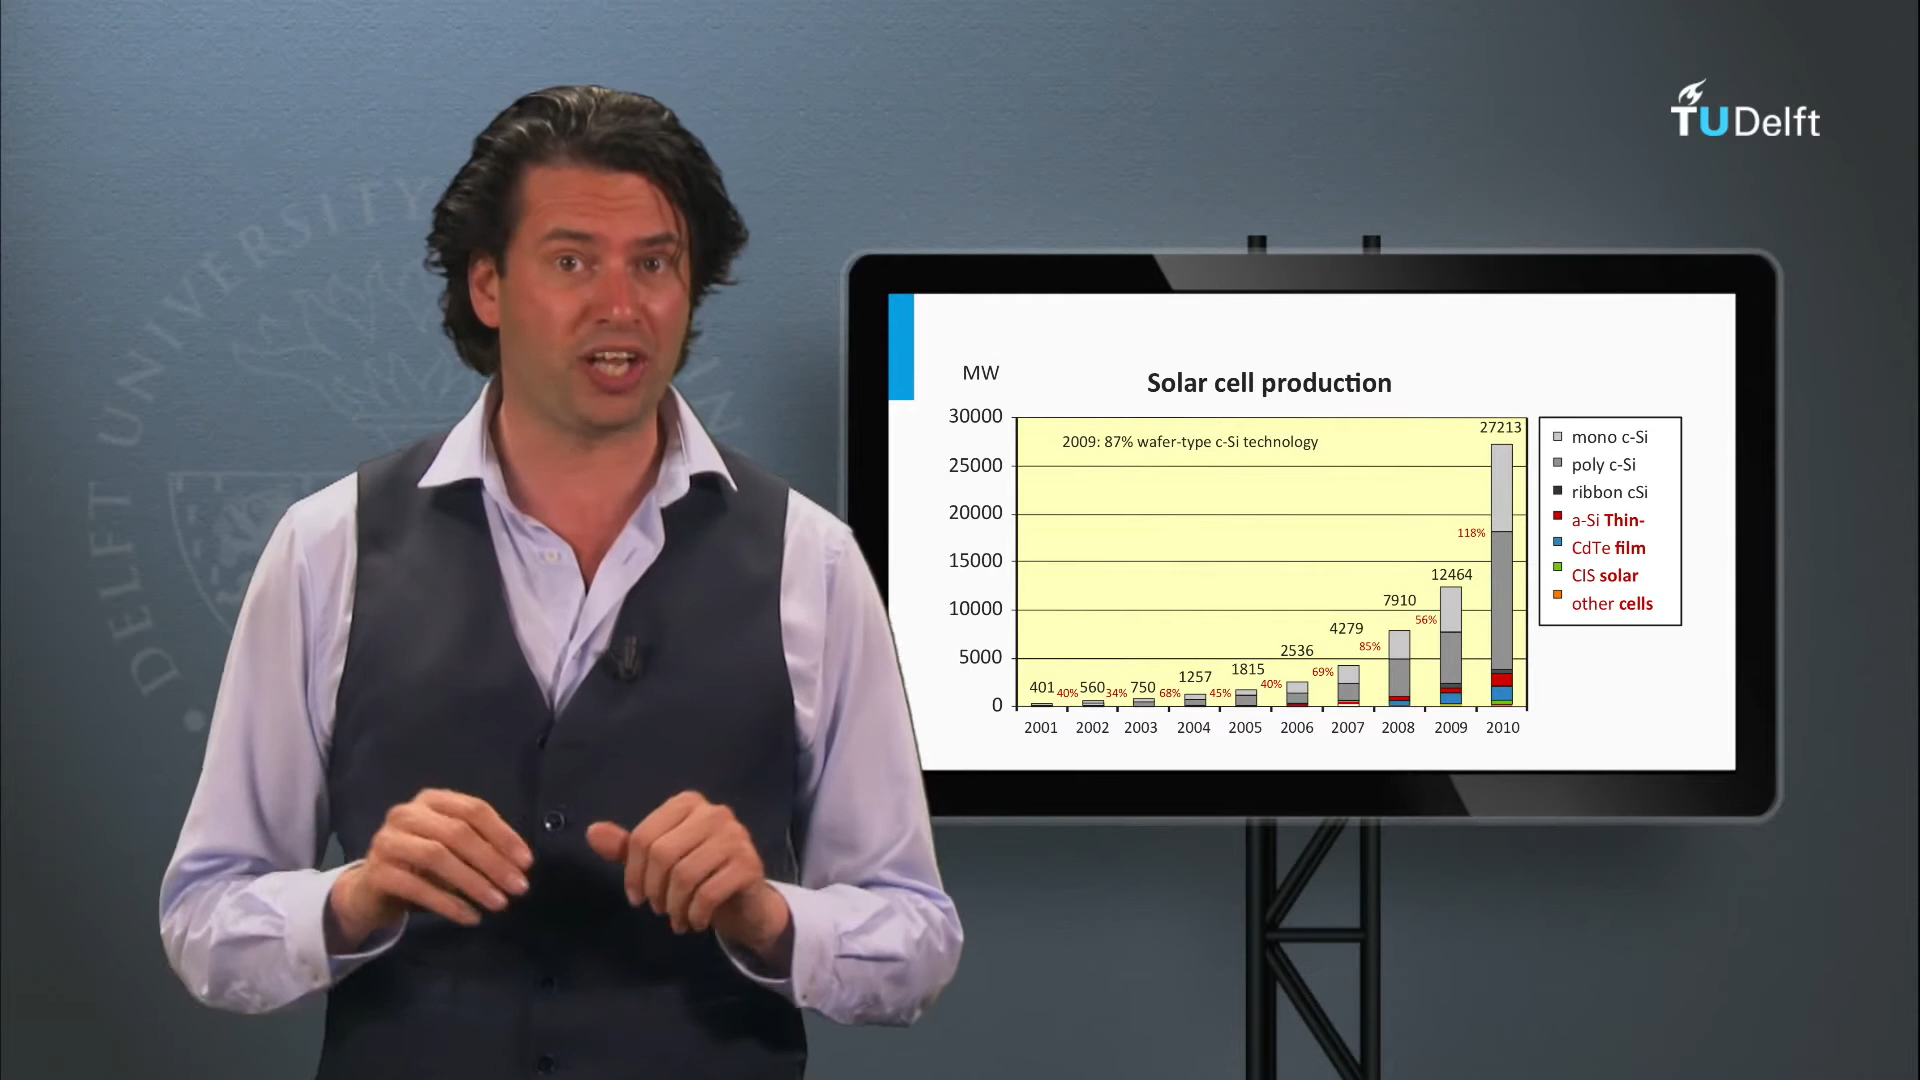 TU Delft
DELFT UNIVERSITY
MW
Solar cell production
30000
25000
20000
15000
10000
5000
0
2009: 87% wafer-type c-Si technology
401
40%
560
34%
750
68%
1257
45%
1815
40%
2536
69%
4279
85%
7910
56%
12464
118%
27213
2001 2002 2003 2004 2005 2006 2007 2008 2009 2010
mono c-Si
poly c-Si
ribbon cSi
a-Si Thin-
CdTe film
CIS solar
other cells